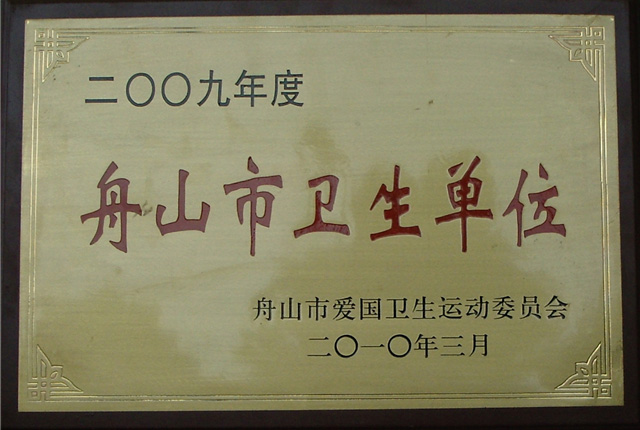 二〇〇九年度
舟山市卫生单位
舟山市爱国卫生运动委员会
二〇一〇年三月